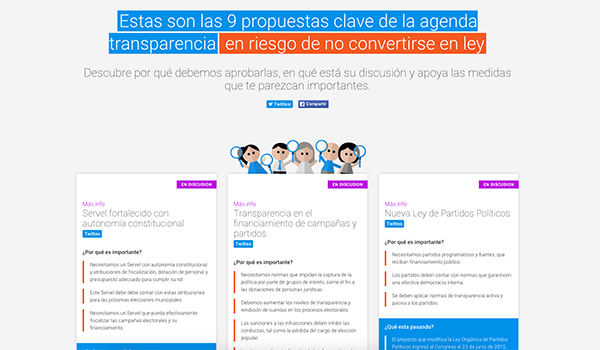 Estas son las 9 propuestas clave de la agenda
transparencia en riesgo de no convertirse en ley
Descubre por qué debemos aprobarlas, en qué está su discusión y apoya las medidas
que te parezcan importantes.
Twittear
Compartir
EN DISCUSION
Más info
Servel fortalecido con
autonomía constitucional
Twittea
¿Por qué es importante?
Necesitamos un Servel con autonomía constitucional
y atribuciones de fiscalización, dotación de personal y
presupuesto adecuado para cumplir su rol.
Este Servel debe debe contar con estas atribuciones
para las próximas elecciones municipales
Necesitamos un Servel que pueda efectivamente
fiscalizar las campañas electorales y su
financiamiento.
EN DISCUSION
Más info
Transparencia en el
financiamiento de campañas y
partidos
Twittea
¿Por qué es importante?
Necesitamos normas que impidan la captura de la
política por parte de grupos de interés, como el fin a
las donaciones de personas jurídicas.
Debemos aumentar los niveles de transparencia y
rendición de cuentas en los procesos electorales.
Las sanciones a las infracciones deben inhibir las
conductas, tal como la pérdida del cargo de elección
popular
EN DISCUSION
Más info
Nueva Ley de Partidos Políticos
Twittea
¿Por qué es importante?
Necesitamos partidos programáticos y fuertes, que
reciban financiamiento público.
Los partidos deben contar con normas que garanticen
una efectiva democracia interna.
Se deben aplicar normas de transparencia activa y
pasiva a los partidos.
¿Qué esta pasando?
El proyecto que modifica la Ley Orgánica de Partidos
Políticos ingresó al Congreso el 23 de junio de 2015.